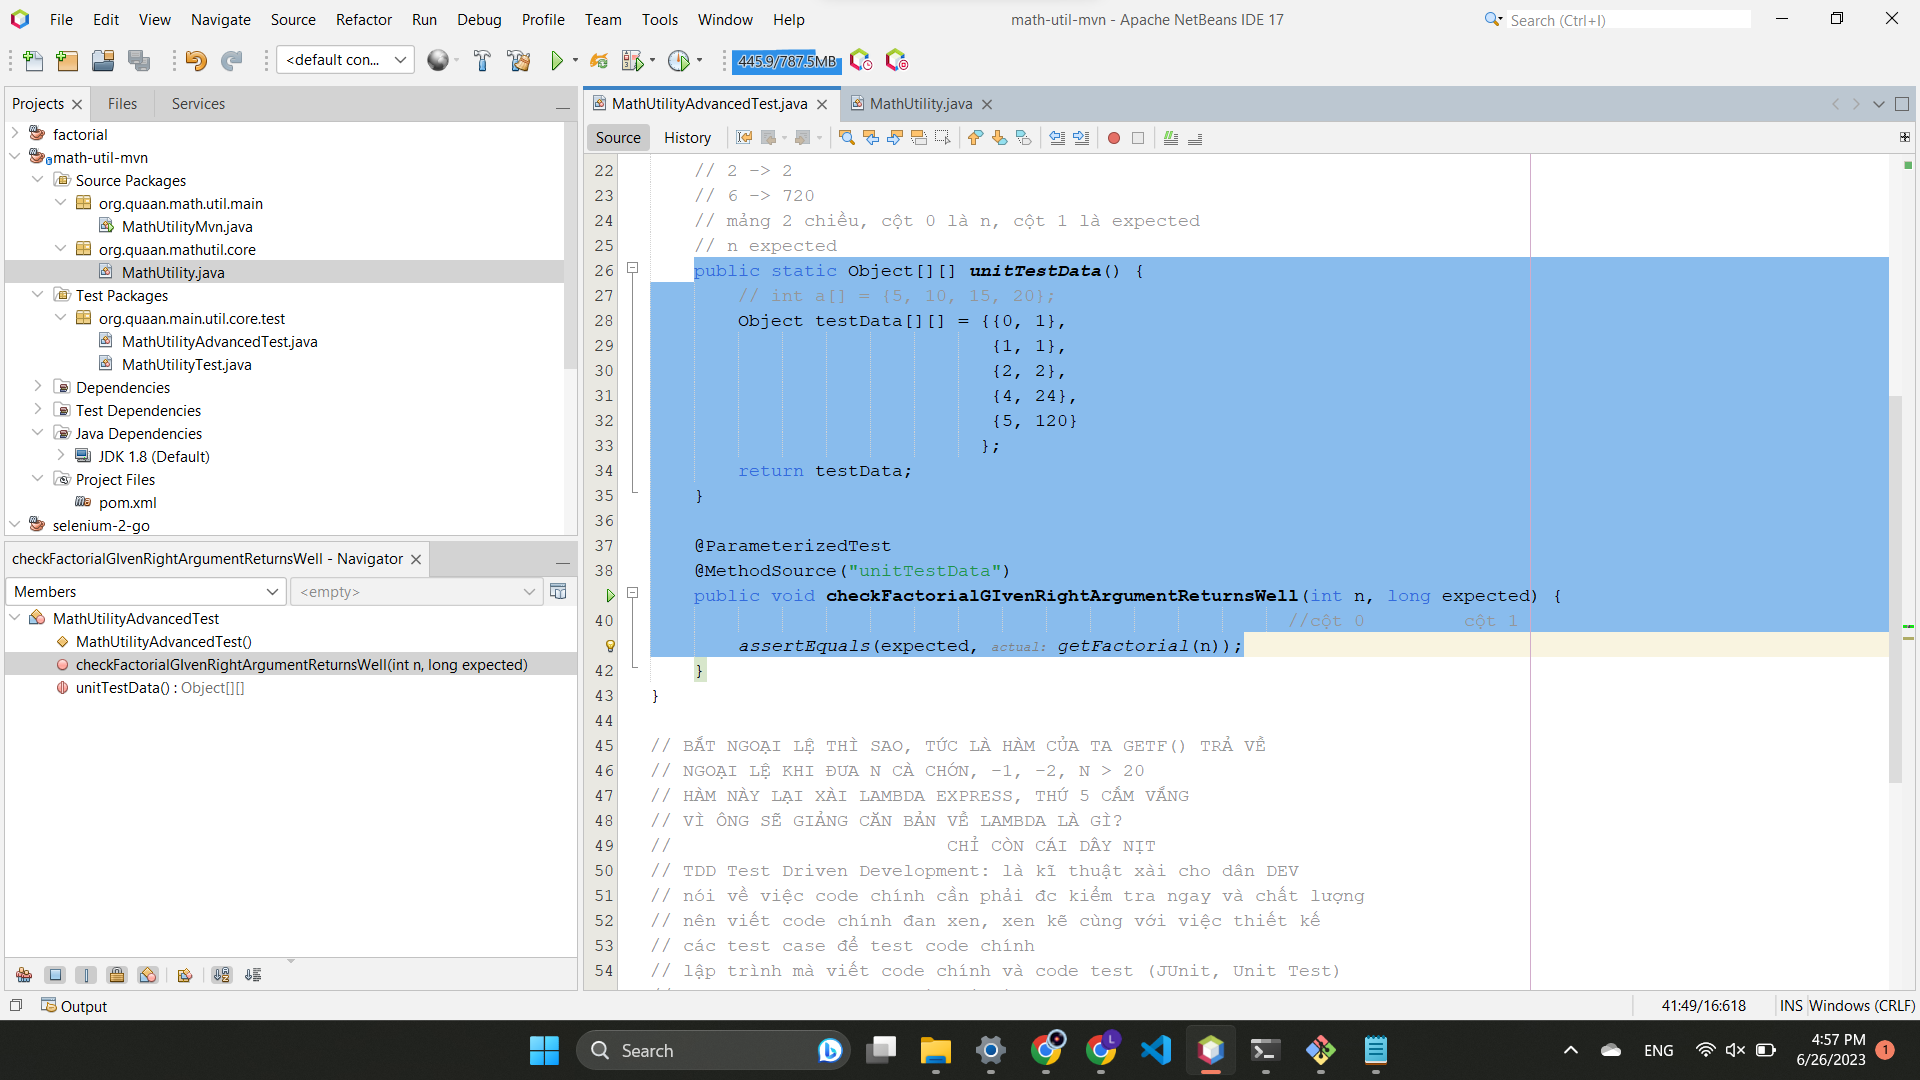 File Edit View Navigate Source Refactor Run Debug Profile Team Tools Window Help
math-util-mvn - Apache NetBeans IDE 17
Search (Ctrl+I)
<default con...
445.9/787.5MB
Projects
Files
Services
factorial
math-util-mvn
Source Packages
org.quaan.math.util.main
MathUtilityMvn.java
org.quaan.mathutil.core
MathUtility.java
Test Packages
org.quaan.main.util.core.test
MathUtilityAdvancedTest.java
MathUtilityTest.java
Dependencies
Test Dependencies
Java Dependencies
JDK 1.8 (Default)
Project Files
pom.xml
selenium-2-go
checkFactorialGIvenRightArgumentReturnsWell - Navigator
Members
<empty>
MathUtilityAdvancedTest
MathUtilityAdvancedTest()
checkFactorialGIvenRightArgumentReturnsWell(int n, long expected)
unitTestData() : Object[][]
MathUtilityAdvancedTest.java
MathUtility.java
Source
History
22 // 2 -> 2
23 // 6 -> 720
24 // mảng 2 chiều, cột 0 là n, cột 1 là expected
25 // n expected
26 public static Object[][] unitTestData() {
27 // int a[] = {5, 10, 15, 20};
28 Object testData[][] = {{0, 1},
29 {1, 1},
30 {2, 2},
31 {4, 24},
32 {5, 120}
33 };
34 return testData;
35 }
36
37 @ParameterizedTest
38 @MethodSource("unitTestData")
public void checkFactorialGIvenRightArgumentReturnsWell(int n, long expected) {
40 //cột 0 cột 1
assertEquals(expected, actual: getFactorial(n));
42 }
43 }
44
45 // BẮT NGOẠI LỆ THÌ SAO, TỨC LÀ HÀM CỦA TA GETF() TRẢ VỀ
46 // NGOẠI LỆ KHI ĐƯA N CÀ CHỚN, -1, -2, N > 20
47 // HÀM NÀY LẠI XÀI LAMBDA EXPRESS, THỨ 5 CẤM VẮNG
48 // VÌ ÔNG SẼ GIẢNG CĂN BẢN VỀ LAMBDA LÀ GÌ?
49 // CHỈ CÒN CÁI DÂY NỊT
50 // TDD Test Driven Development: là kĩ thuật xài cho dân DEV
51 // nói về việc code chính cần phải đc kiểm tra ngay và chất lượng
52 // nên viết code chính đan xen, xen kẽ cùng với việc thiết kế
53 // các test case để test code chính
54 // lập trình mà viết code chính và code test (JUnit, Unit Test)
Output
41:49/16:618
INS
Windows (CRLF)
Search
ENG
4:57 PM
6/26/2023
1